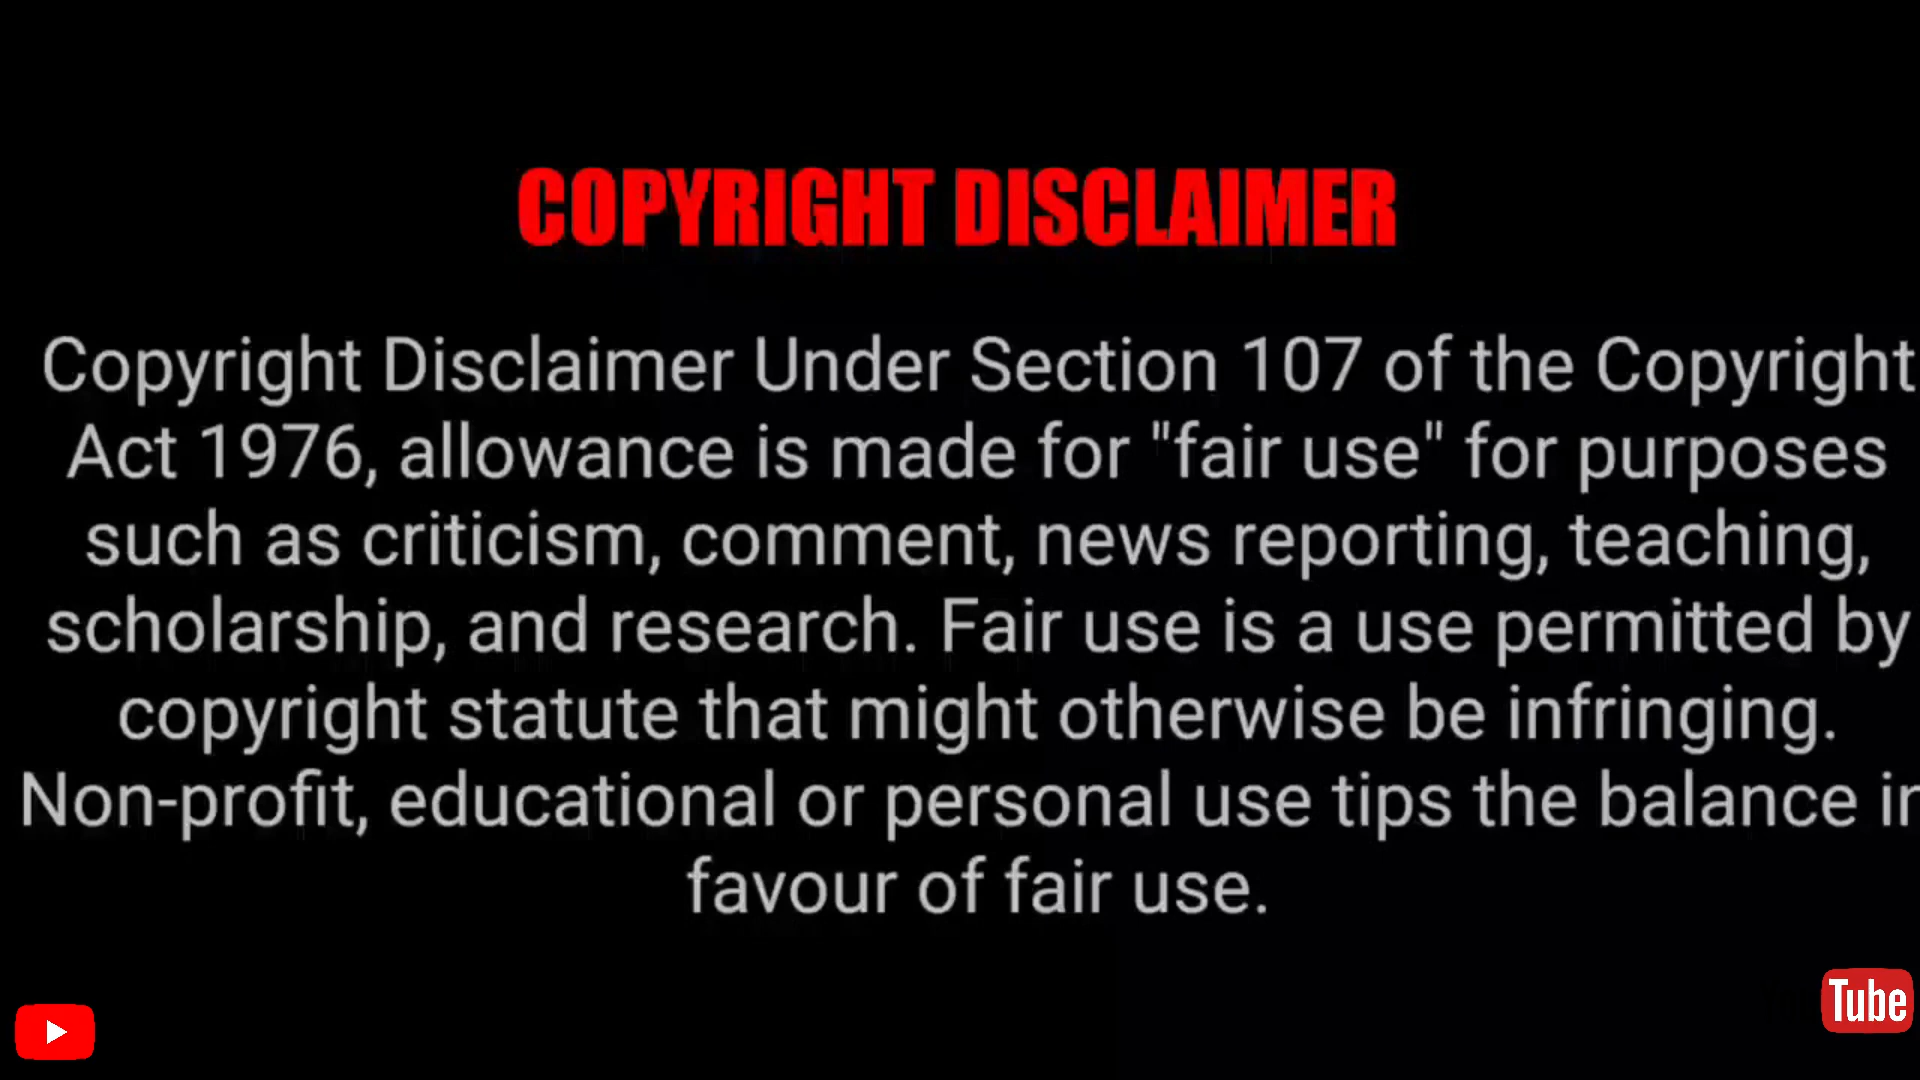 COPYRIGHT DISCLAIMER
Copyright Disclaimer Under Section 107 of the Copyright
Act 1976, allowance is made for "fair use" for purposes
such as criticism, comment, news reporting, teaching,
scholarship, and research. Fair use is a use permitted by
copyright statute that might otherwise be infringing.
Non-profit, educational or personal use tips the balance in
favour of fair use.
Tube